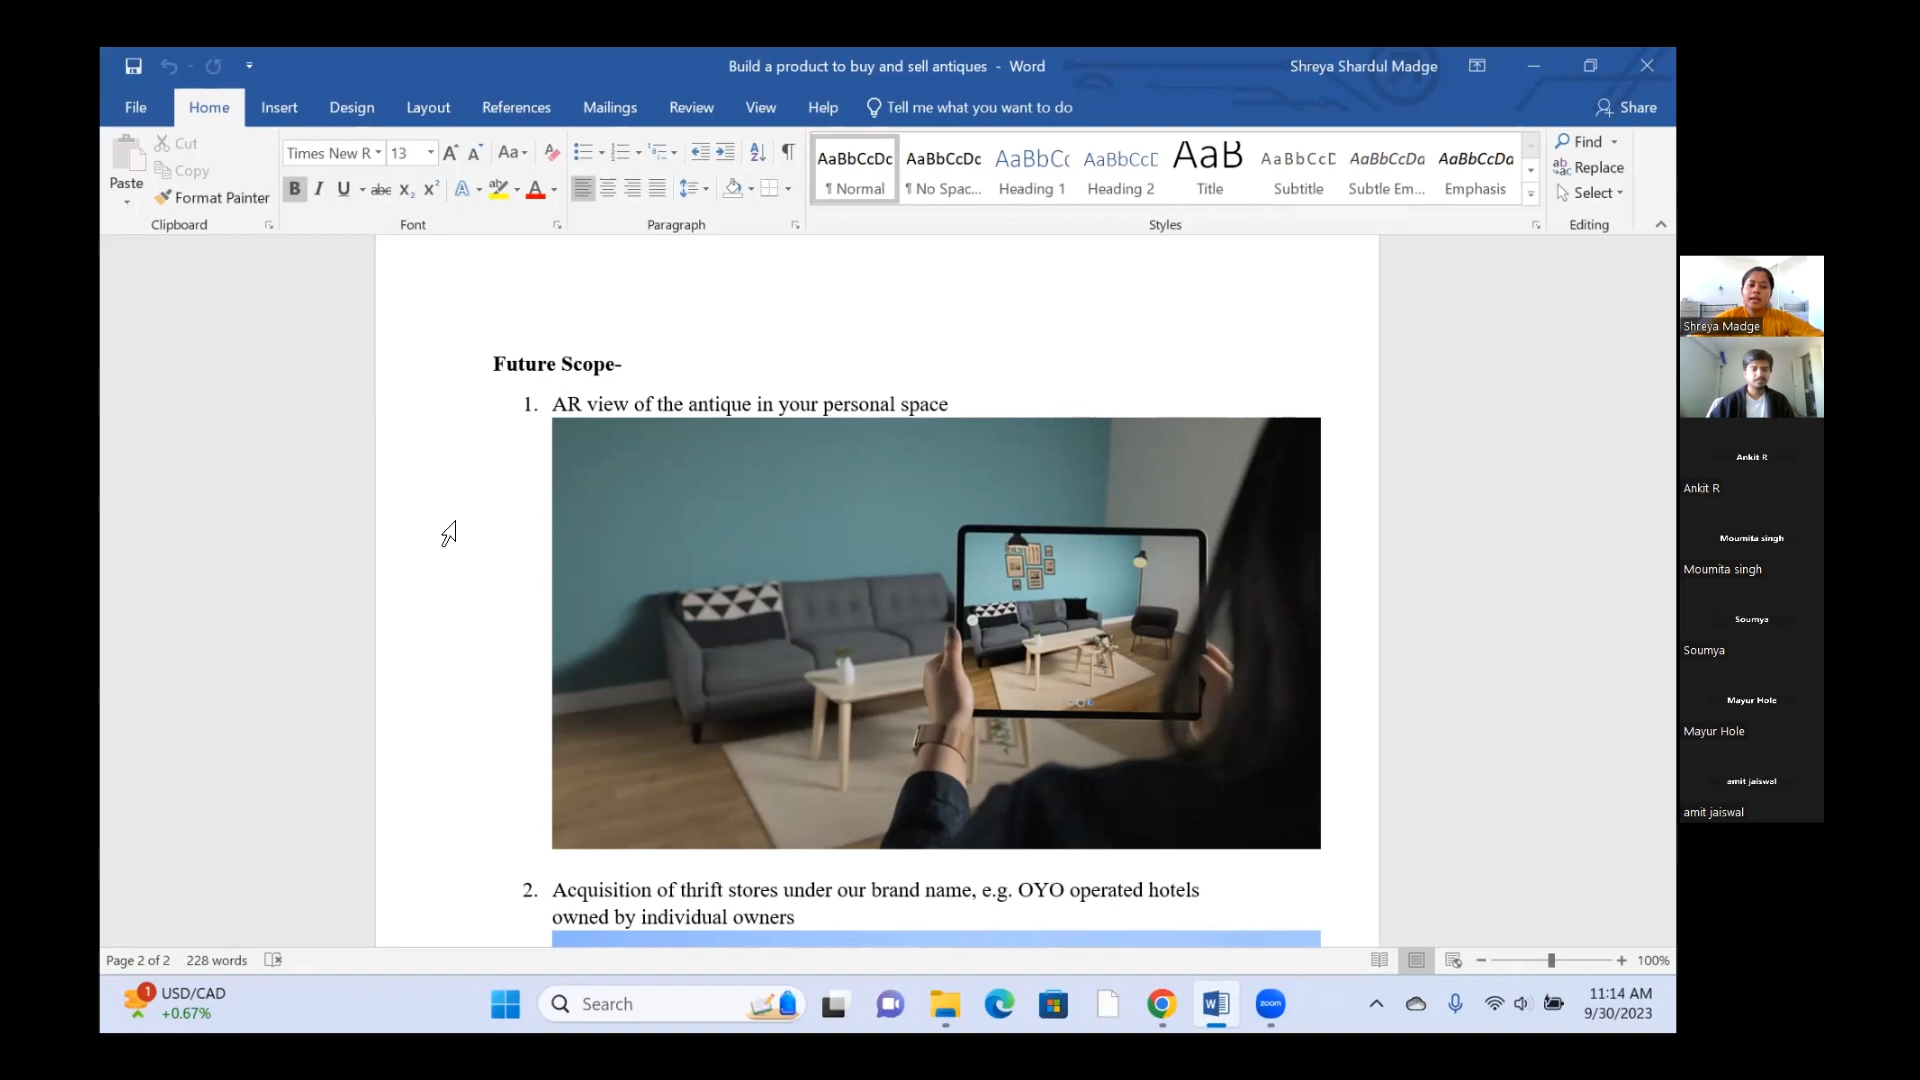 Build a product to buy and sell antiques - Word
Shreya Shardul Madge
File Home Insert Design Layout References Mailings Review View Help Tell me what you want to do Share
Paste
Cut
Copy
Format Painter
Clipboard
Times New R 13
Font
Paragraph
AaBbCcDc AaBbCcDc AaBbCc AaBbCcC AaB AaBbCcC AaBbCcDa AaBbCcDa
¶ Normal ¶ No Spac... Heading 1 Heading 2 Title Subtitle Subtle Em... Emphasis
Styles
Find
Replace
Select
Editing
Future Scope-
1. AR view of the antique in your personal space
2. Acquisition of thrift stores under our brand name, e.g. OYO operated hotels
owned by individual owners
Page 2 of 2 228 words
100%
1
USD/CAD
+0.67%
Search
zoom
11:14 AM
9/30/2023
Shreya Madge
Ankit R
Ankit R
Moumita singh
Moumita singh
Soumya
Soumya
Mayur Hole
Mayur Hole
amit jaiswal
amit jaiswal